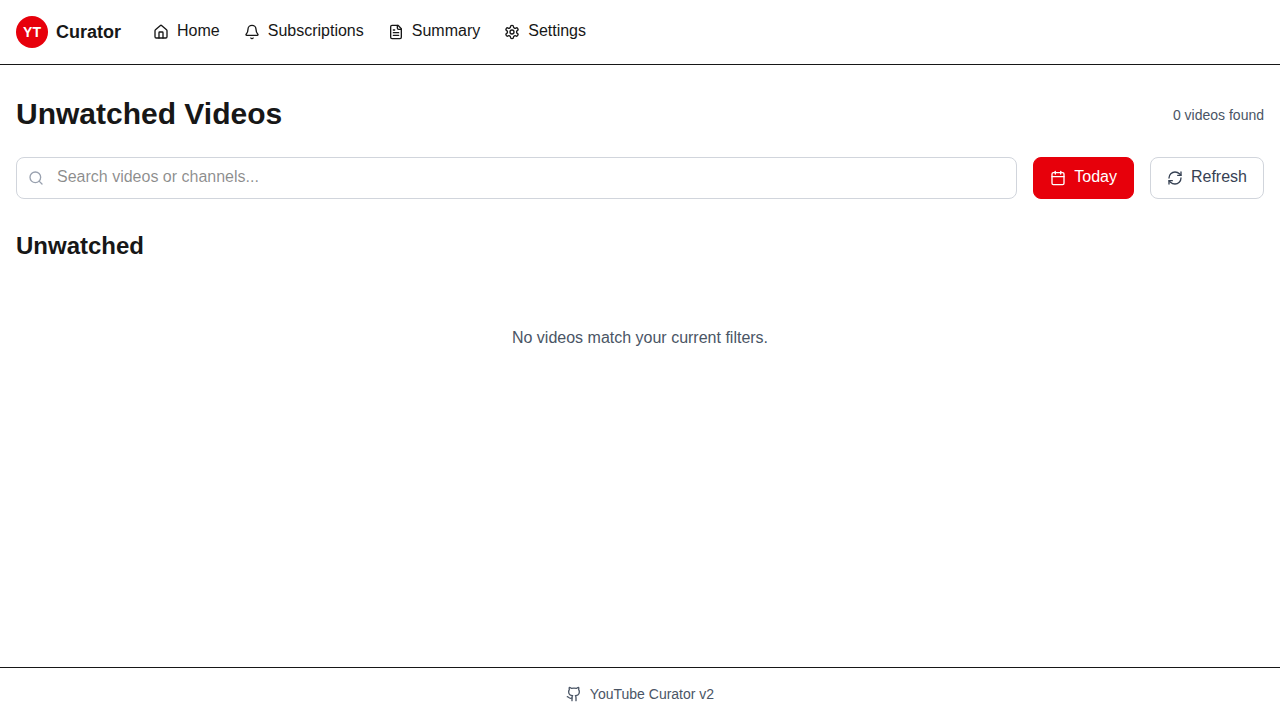 YT Curator Home Subscriptions Summary Settings
Unwatched Videos 0 videos found
Search videos or channels... Today Refresh
Unwatched
No videos match your current filters.
YouTube Curator v2